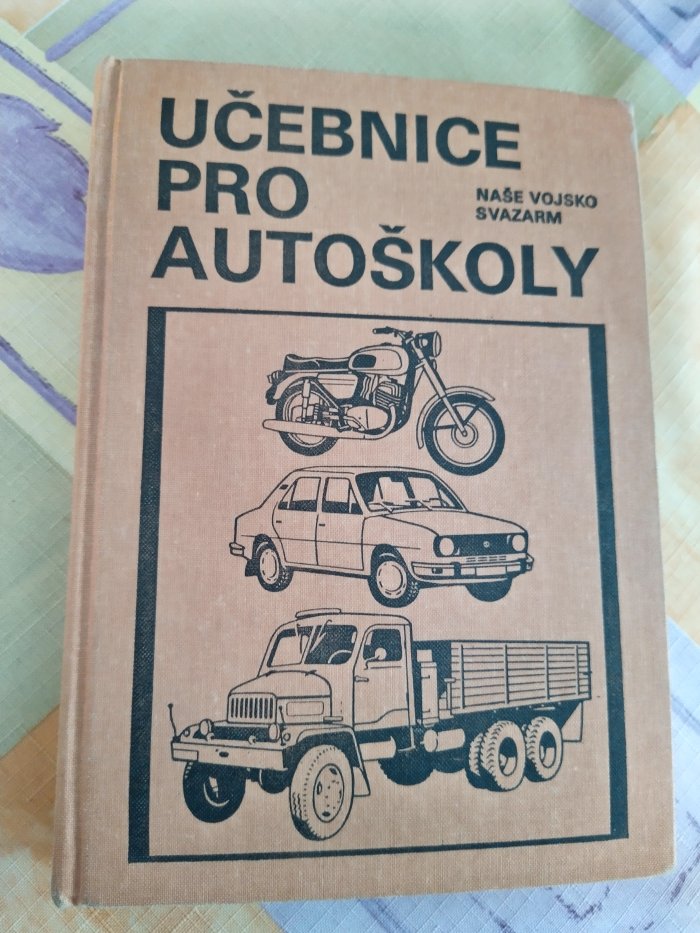 UČEBNICE
PRO
AUTOŠKOLY
NAŠE VOJSKO
SVAZARM